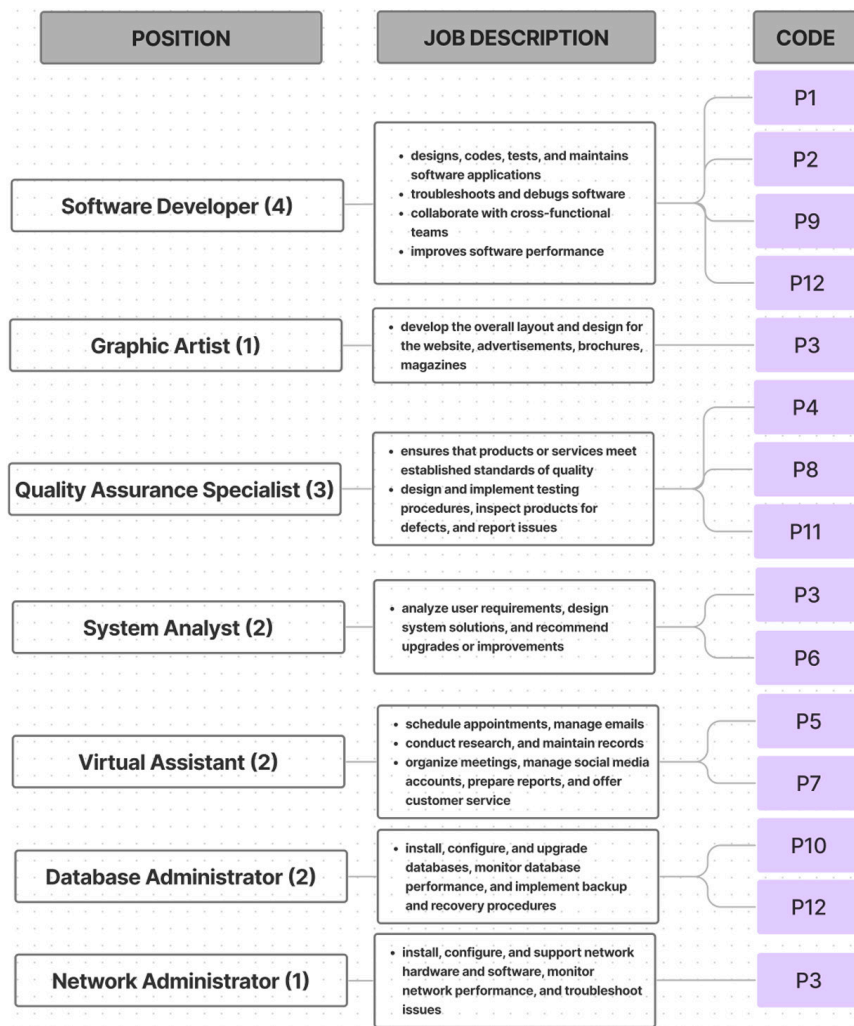 POSITION
JOB DESCRIPTION
CODE
Software Developer (4)
• designs, codes, tests, and maintains
software applications
• troubleshoots and debugs software
• collaborate with cross-functional
teams
• improves software performance
P1
P2
P9
P12
Graphic Artist (1)
• develop the overall layout and design for
the website, advertisements, brochures,
magazines
P3
Quality Assurance Specialist (3)
• ensures that products or services meet
established standards of quality
• design and implement testing
procedures, inspect products for
defects, and report issues
P4
P8
P11
System Analyst (2)
• analyze user requirements, design
system solutions, and recommend
upgrades or improvements
P3
P6
Virtual Assistant (2)
• schedule appointments, manage emails
• conduct research, and maintain records
• organize meetings, manage social media
accounts, prepare reports, and offer
customer service
P5
P7
Database Administrator (2)
• install, configure, and upgrade
databases, monitor database
performance, and implement backup
and recovery procedures
P10
P12
Network Administrator (1)
• install, configure, and support network
hardware and software, monitor
network performance, and troubleshoot
issues
P3